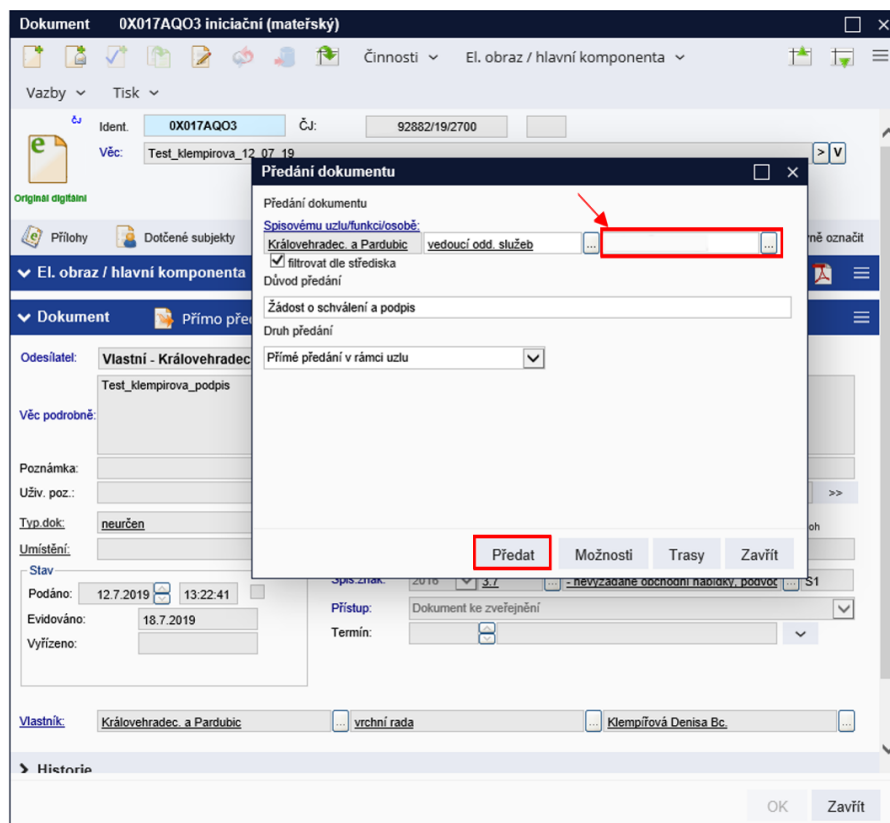 Dokument 0X017AQO3 iniciační (mateřský)
Činnosti El. obraz / hlavní komponenta
Vazby Tisk
čj Ident. 0X017AQO3 ČJ: 92882/19/2700
e
Věc: Test_klempirova_12_07_19 > V
Originál digitální
Předání dokumentu
Předání dokumentu
Spisovému uzlu/funkci/osobě:
Královehradec. a Pardubic vedoucí odd. služeb ... ...
filtrovat dle střediska
Důvod předání
Žádost o schválení a podpis
Druh předání
Přímé předání v rámci uzlu
Předat Možnosti Trasy Zavřít
Přílohy Dotčené subjekty ně označit
El. obraz / hlavní komponenta
Dokument Přímo pře
Odesílatel: Vlastní - Královehradec
Věc podrobně: Test_klempirova_podpis
Poznámka:
Uživ. poz.: >>
Typ.dok: neurčen oh
Umístění:
Stav
Podáno: 12.7.2019 13:22:41
Evidováno: 18.7.2019
Vyřízeno:
Spis.znak: 2016 3.7 ... - nevyžádané obchodní nabídky, podvoc ... S1
Přístup: Dokument ke zveřejnění
Termín:
Vlastník: Královehradec. a Pardubic ... vrchní rada ... Klempířová Denisa Bc. ...
Historie
OK Zavřít